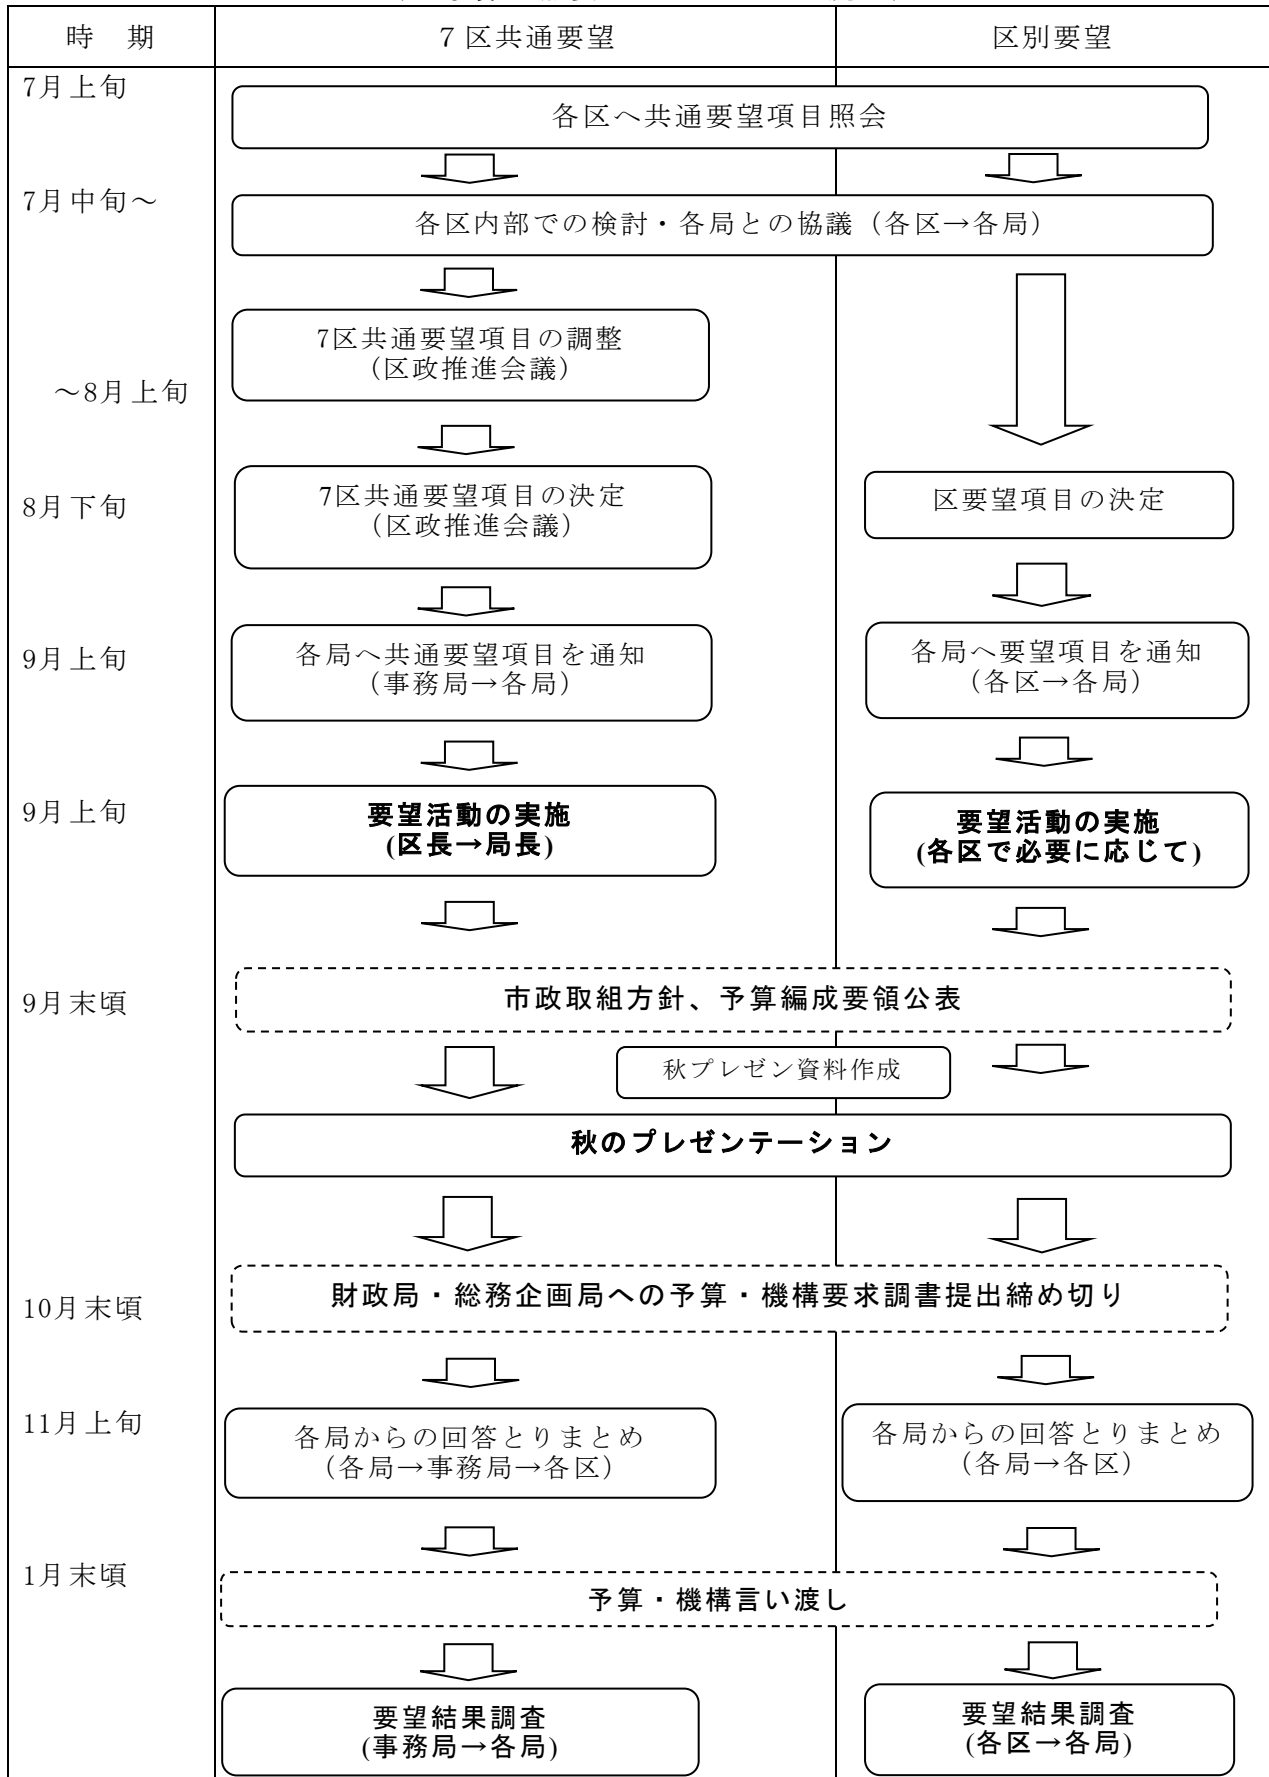 時　期
７区共通要望
区別要望
7月上旬
各区へ共通要望項目照会
7月中旬～
各区内部での検討・各局との協議（各区→各局）
7区共通要望項目の調整
（区政推進会議）
～8月上旬
8月下旬
7区共通要望項目の決定
（区政推進会議）
区要望項目の決定
9月上旬
各局へ共通要望項目を通知
（事務局→各局）
各局へ要望項目を通知
（各区→各局）
9月上旬
要望活動の実施
(区長→局長)
要望活動の実施
(各区で必要に応じて)
9月末頃
市政取組方針、予算編成要領公表
秋プレゼン資料作成
秋のプレゼンテーション
10月末頃
財政局・総務企画局への予算・機構要求調書提出締め切り
11月上旬
各局からの回答とりまとめ
（各局→事務局→各区）
各局からの回答とりまとめ
（各局→各区）
1月末頃
予算・機構言い渡し
要望結果調査
(事務局→各局)
要望結果調査
(各区→各局)